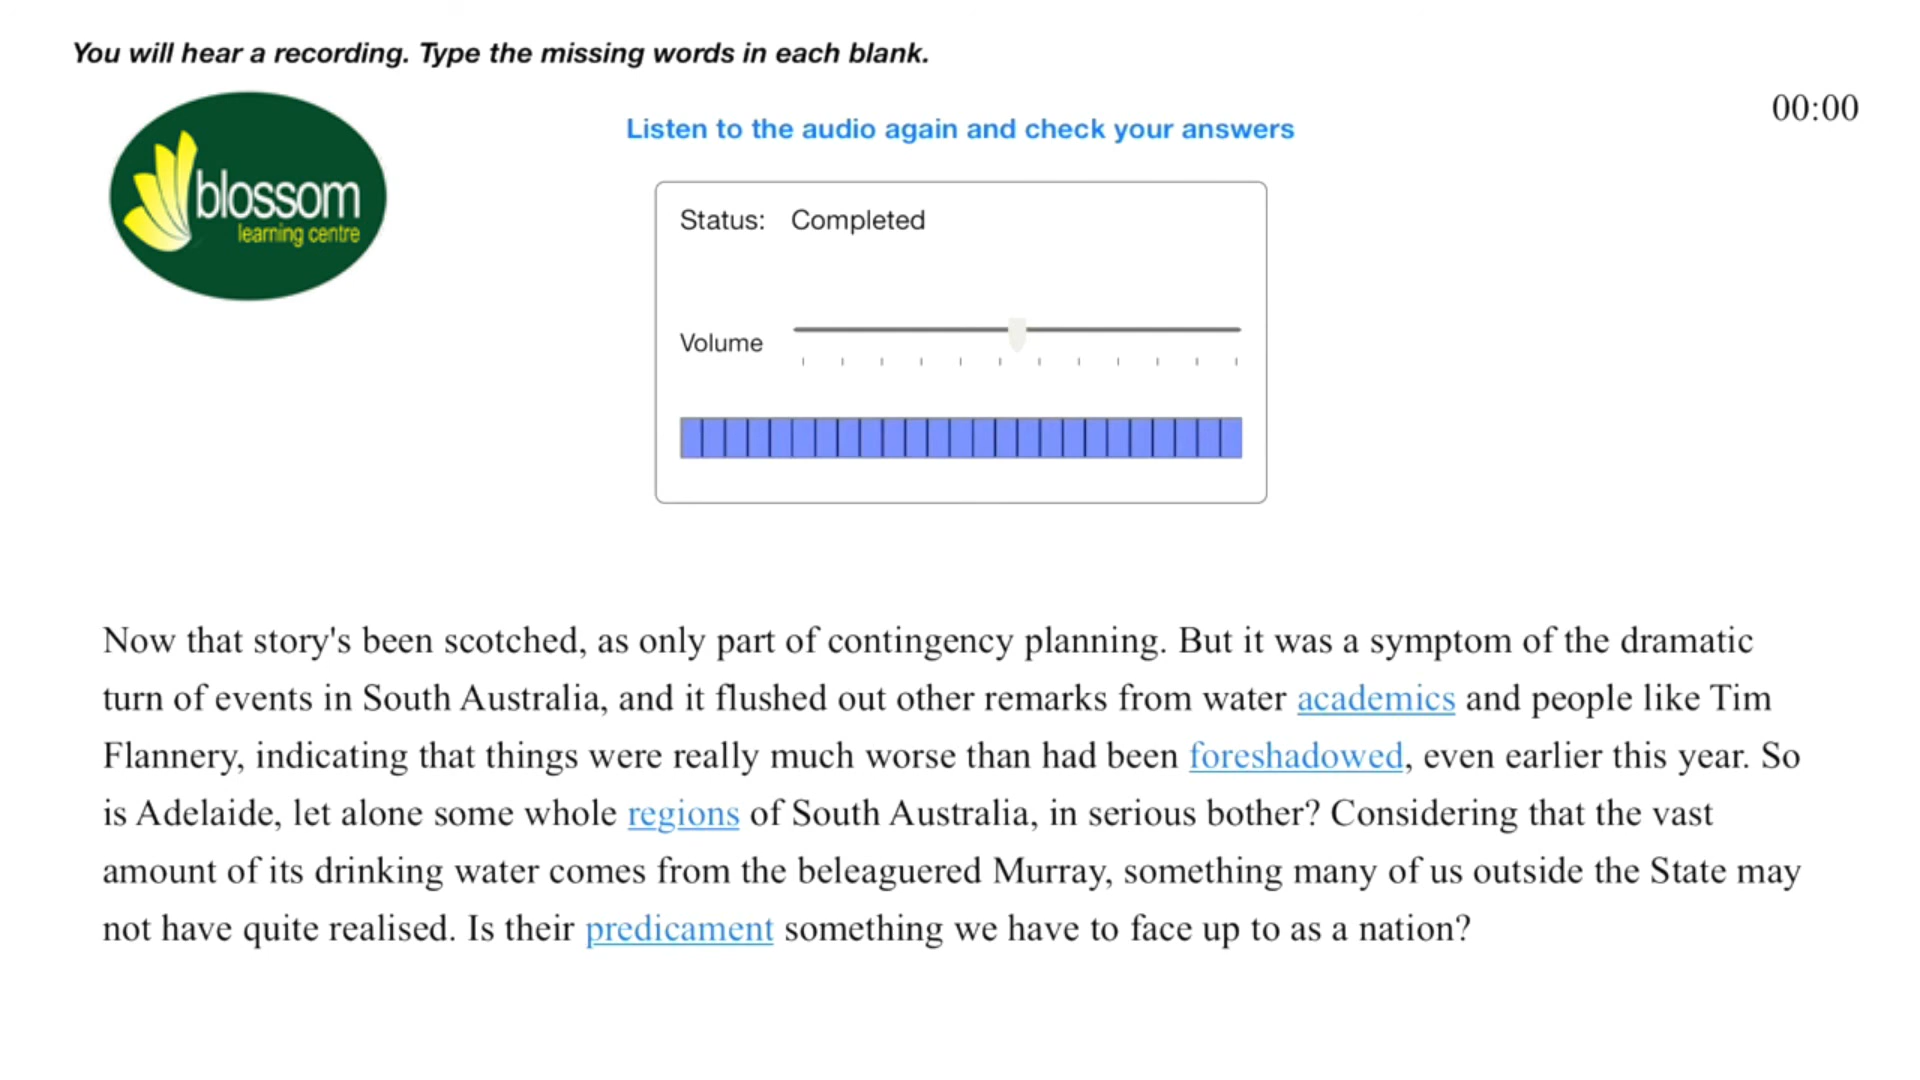 You will hear a recording. Type the missing words in each blank.
00:00
Listen to the audio again and check your answers
blossom
learning centre
Status: Completed
Volume
Now that story's been scotched, as only part of contingency planning. But it was a symptom of the dramatic
turn of events in South Australia, and it flushed out other remarks from water academics and people like Tim
Flannery, indicating that things were really much worse than had been foreshadowed, even earlier this year. So
is Adelaide, let alone some whole regions of South Australia, in serious bother? Considering that the vast
amount of its drinking water comes from the beleaguered Murray, something many of us outside the State may
not have quite realised. Is their predicament something we have to face up to as a nation?